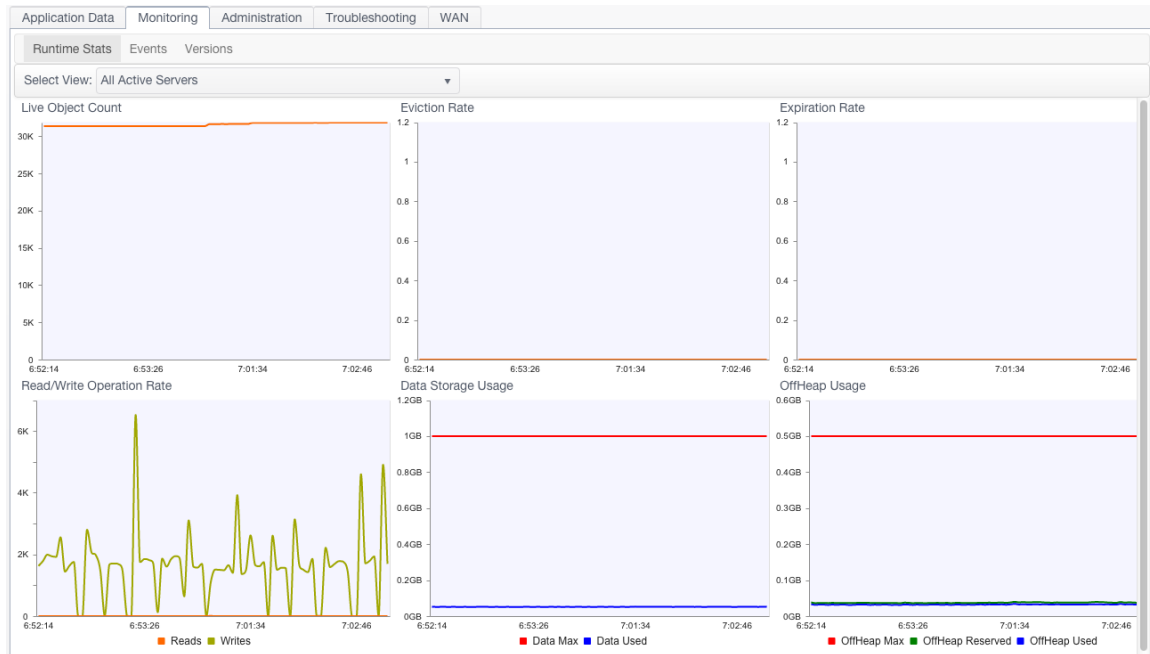 Application Data Monitoring Administration Troubleshooting WAN
Runtime Stats Events Versions
Select View: All Active Servers
Live Object Count
30K
25K
20K
15K
10K
5K
0
6:52:14 6:53:26 7:01:34 7:02:46
Eviction Rate
1.2
1
0.8
0.6
0.4
0.2
0
6:52:14 6:53:26 7:01:34 7:02:46
Expiration Rate
1.2
1
0.8
0.6
0.4
0.2
0
6:52:14 6:53:26 7:01:34 7:02:46
Read/Write Operation Rate
6K
4K
2K
0
6:52:14 6:53:26 7:01:34 7:02:46
Reads Writes
Data Storage Usage
1.2GB
1GB
0.8GB
0.6GB
0.4GB
0.2GB
0GB
6:52:14 6:53:26 7:01:34 7:02:46
Data Max Data Used
OffHeap Usage
0.6GB
0.5GB
0.4GB
0.3GB
0.2GB
0.1GB
0GB
6:52:14 6:53:26 7:01:34 7:02:46
OffHeap Max OffHeap Reserved OffHeap Used